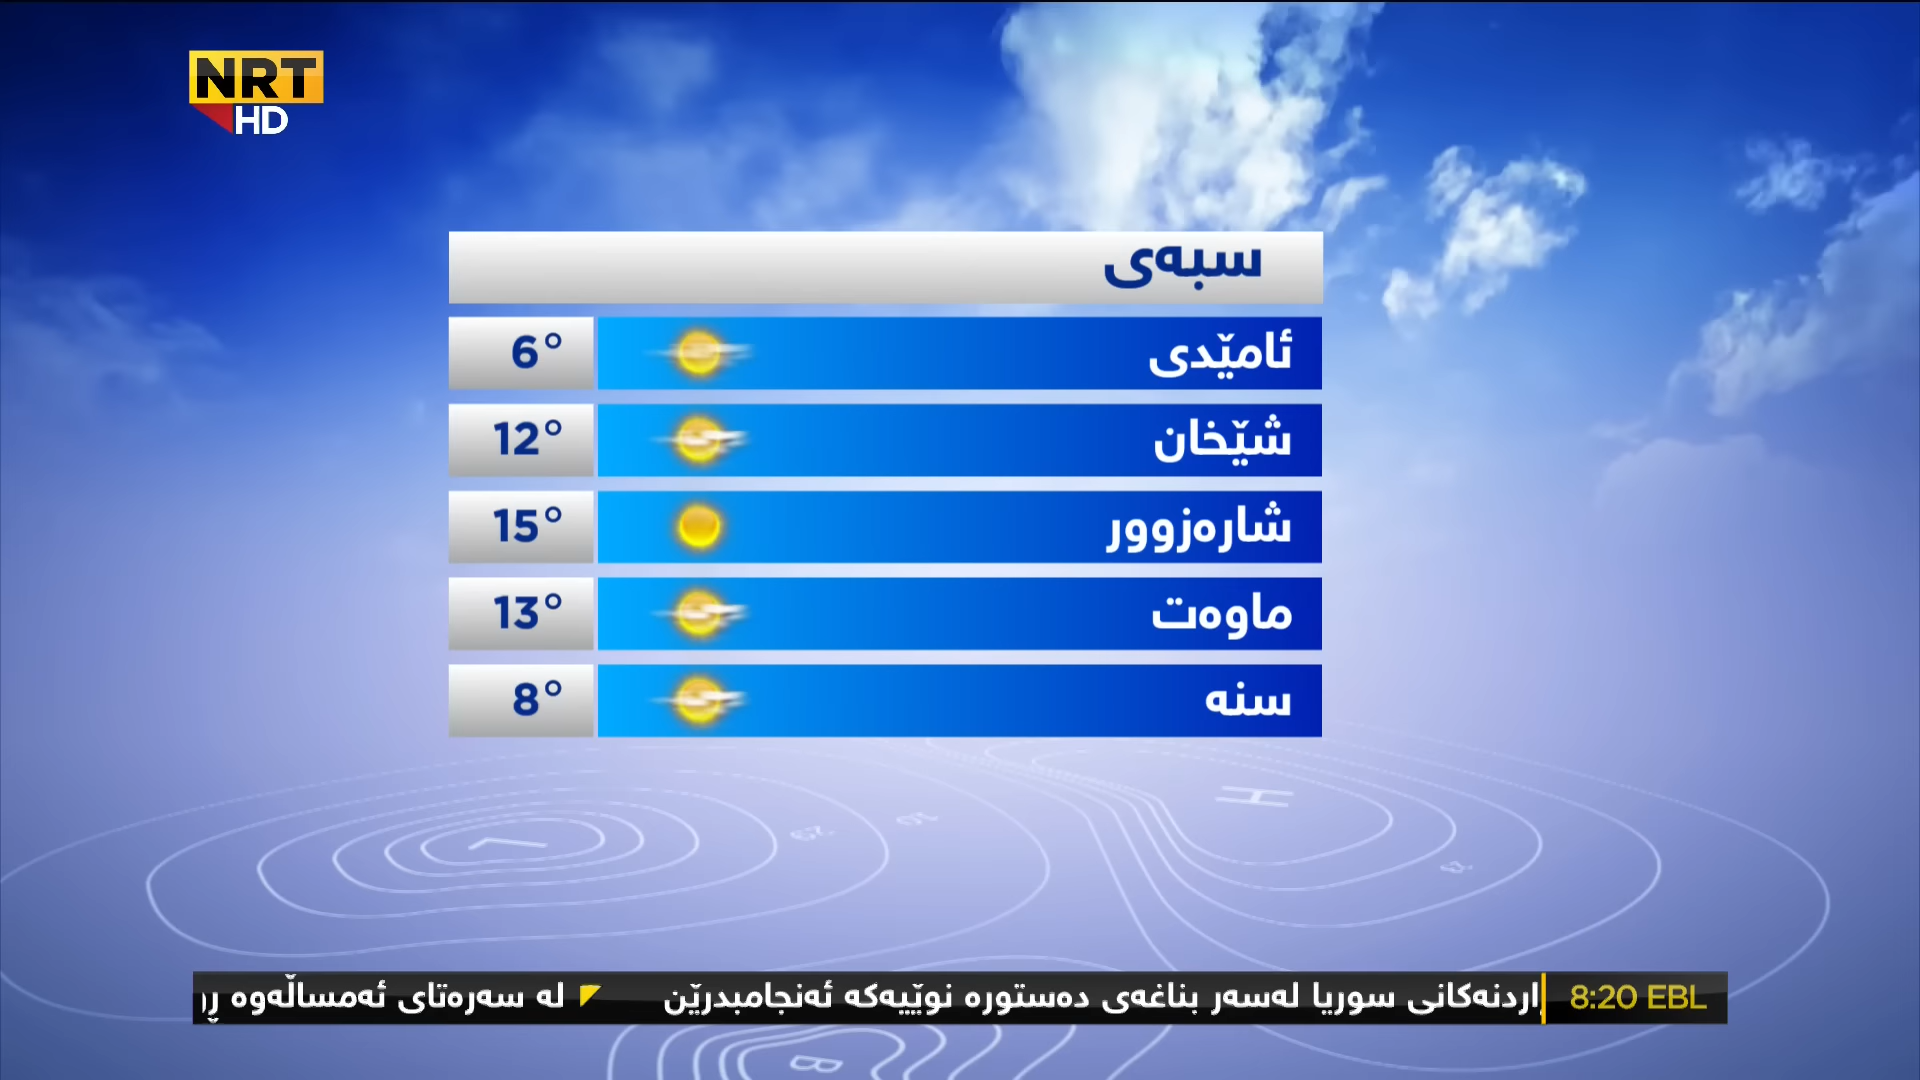 NRT
HD
سبەی
ئامێدی 6°
شێخان 12°
شارەزوور 15°
ماوەت 13°
سنە 8°
8:20 EBL
سوریا لەسەر بناغەی دەستورە نوێیەکە ئەنجامبدرێن لە سەرەتای ئەمساڵەوە
H
B